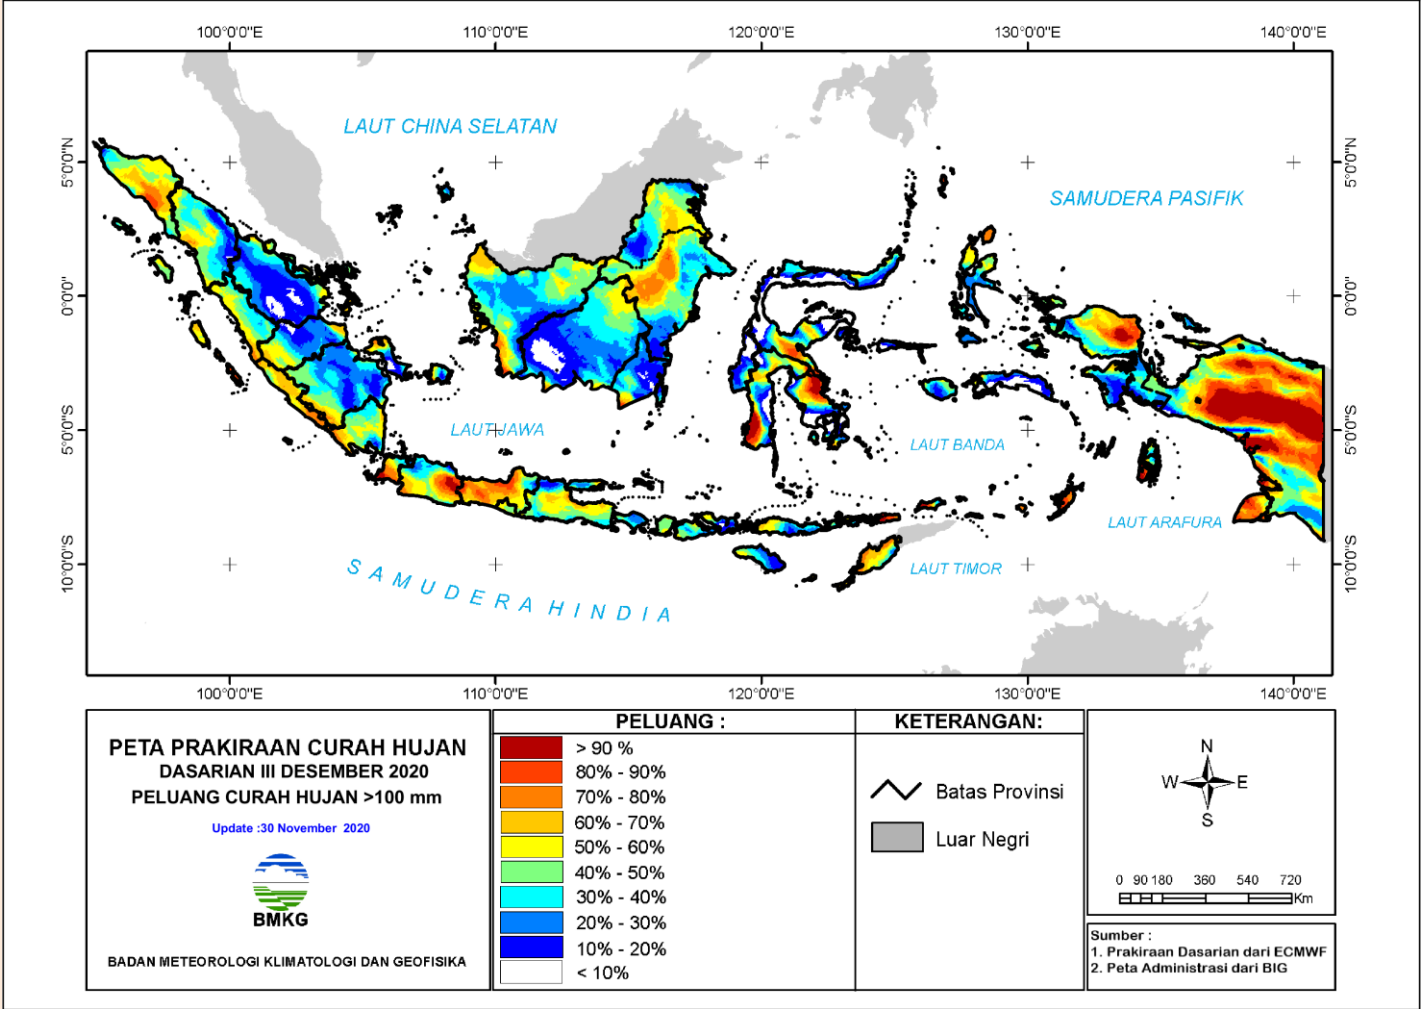 100°0'0"E 110°0'0"E 120°0'0"E 130°0'0"E 140°0'0"E
5°0'0"N
0°0'0"
5°0'0"S
10°0'0"S
LAUT CHINA SELATAN
SAMUDERA PASIFIK
LAUT JAWA
LAUT BANDA
LAUT ARAFURA
LAUT TIMOR
SAMUDERA HINDIA
5°0'0"N
0°0'0"
5°0'0"S
10°0'0"S
100°0'0"E 110°0'0"E 120°0'0"E 130°0'0"E 140°0'0"E
PETA PRAKIRAAN CURAH HUJAN
DASARIAN III DESEMBER 2020
PELUANG CURAH HUJAN >100 mm
Update :30 November 2020
BMKG
BADAN METEOROLOGI KLIMATOLOGI DAN GEOFISIKA
PELUANG :
> 90 %
80% - 90%
70% - 80%
60% - 70%
50% - 60%
40% - 50%
30% - 40%
20% - 30%
10% - 20%
< 10%
KETERANGAN:
Batas Provinsi
Luar Negri
N
W E
S
0 90 180 360 540 720
Km
Sumber :
1. Prakiraan Dasarian dari ECMWF
2. Peta Administrasi dari BIG